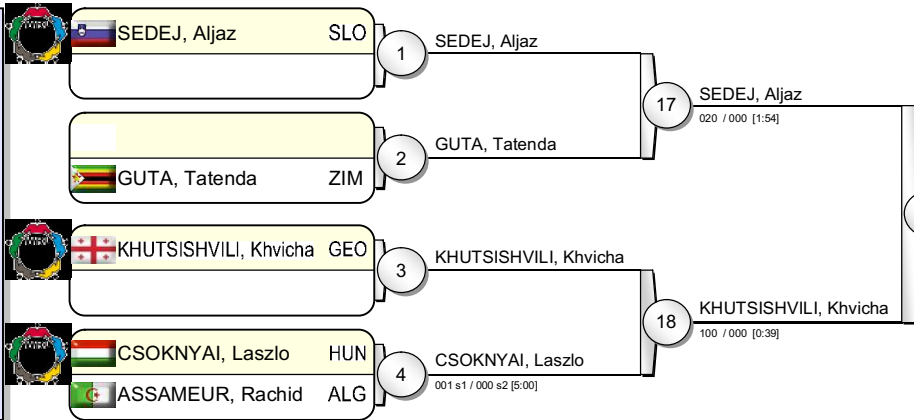 SEDEJ, Aljaz SLO
1
SEDEJ, Aljaz
17
SEDEJ, Aljaz
020 / 000 [1:54]
2
GUTA, Tatenda
GUTA, Tatenda ZIM
KHUTSISHVILI, Khvicha GEO
3
KHUTSISHVILI, Khvicha
18
KHUTSISHVILI, Khvicha
100 / 000 [0:39]
CSOKNYAI, Laszlo HUN
4
CSOKNYAI, Laszlo
001 s1 / 000 s2 [5:00]
ASSAMEUR, Rachid ALG